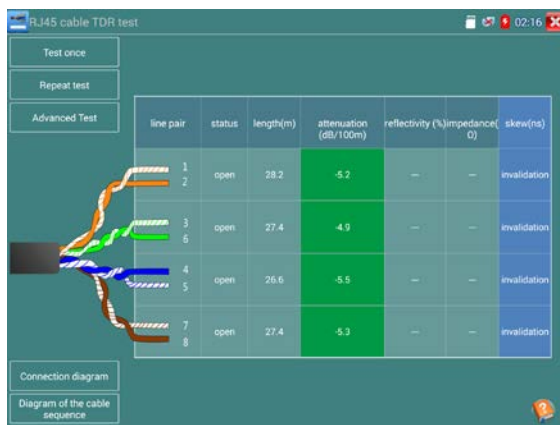 RJ45 cable TDR test
02:16
Test once
Repeat test
Advanced Test
line pair status length(m) attenuation (dB/100m) reflectivity (%) impedance( Ω) skew(ns)
1
2
open 28.2 -5.2 — — invalidation
3
6
open 27.4 -4.9 — — invalidation
4
5
open 26.6 -5.5 — — invalidation
7
8
open 27.4 -5.3 — — invalidation
Connection diagram
Diagram of the cable
sequence